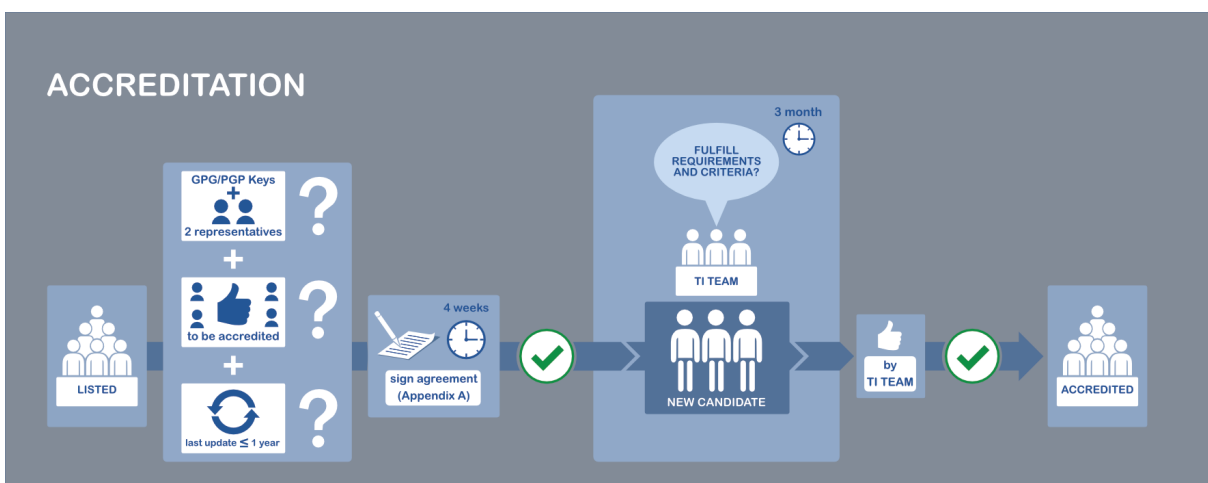 ACCREDITATION
LISTED
GPG/PGP Keys
+
2 representatives
?
+
to be accredited
?
+
last update ≤ 1 year
?
4 weeks
sign agreement
(Appendix A)
3 month
FULFILL
REQUIREMENTS
AND CRITERIA?
TI TEAM
NEW CANDIDATE
by
TI TEAM
ACCREDITED